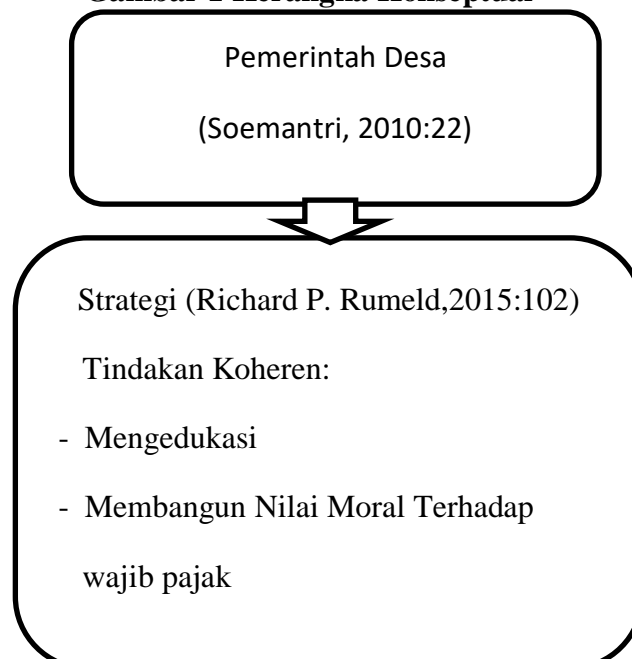 Pemerintah Desa
(Soemantri, 2010:22)
Strategi (Richard P. Rumeld,2015:102)
Tindakan Koheren:
- Mengedukasi
- Membangun Nilai Moral Terhadap
wajib pajak